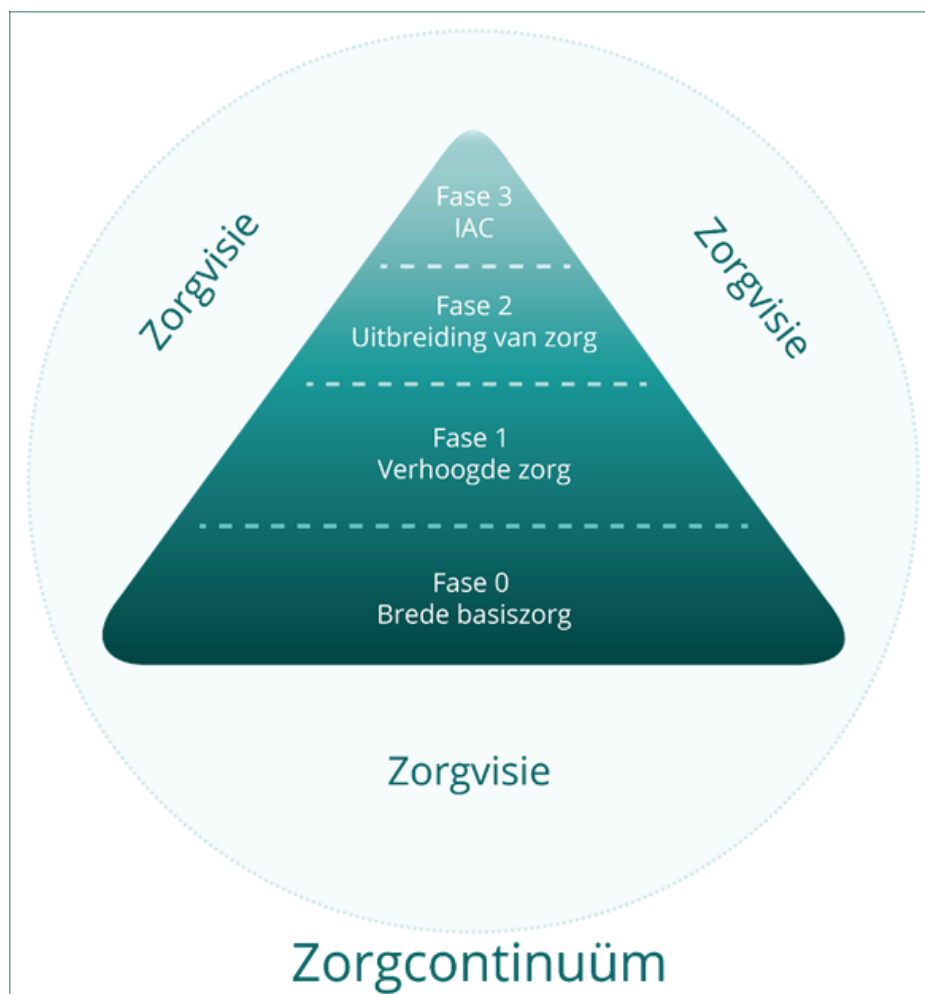 Fase 3
IAC
Zorgvisie
Zorgvisie
Fase 2
Uitbreiding van zorg
Fase 1
Verhoogde zorg
Fase 0
Brede basiszorg
Zorgvisie
Zorgcontinuüm